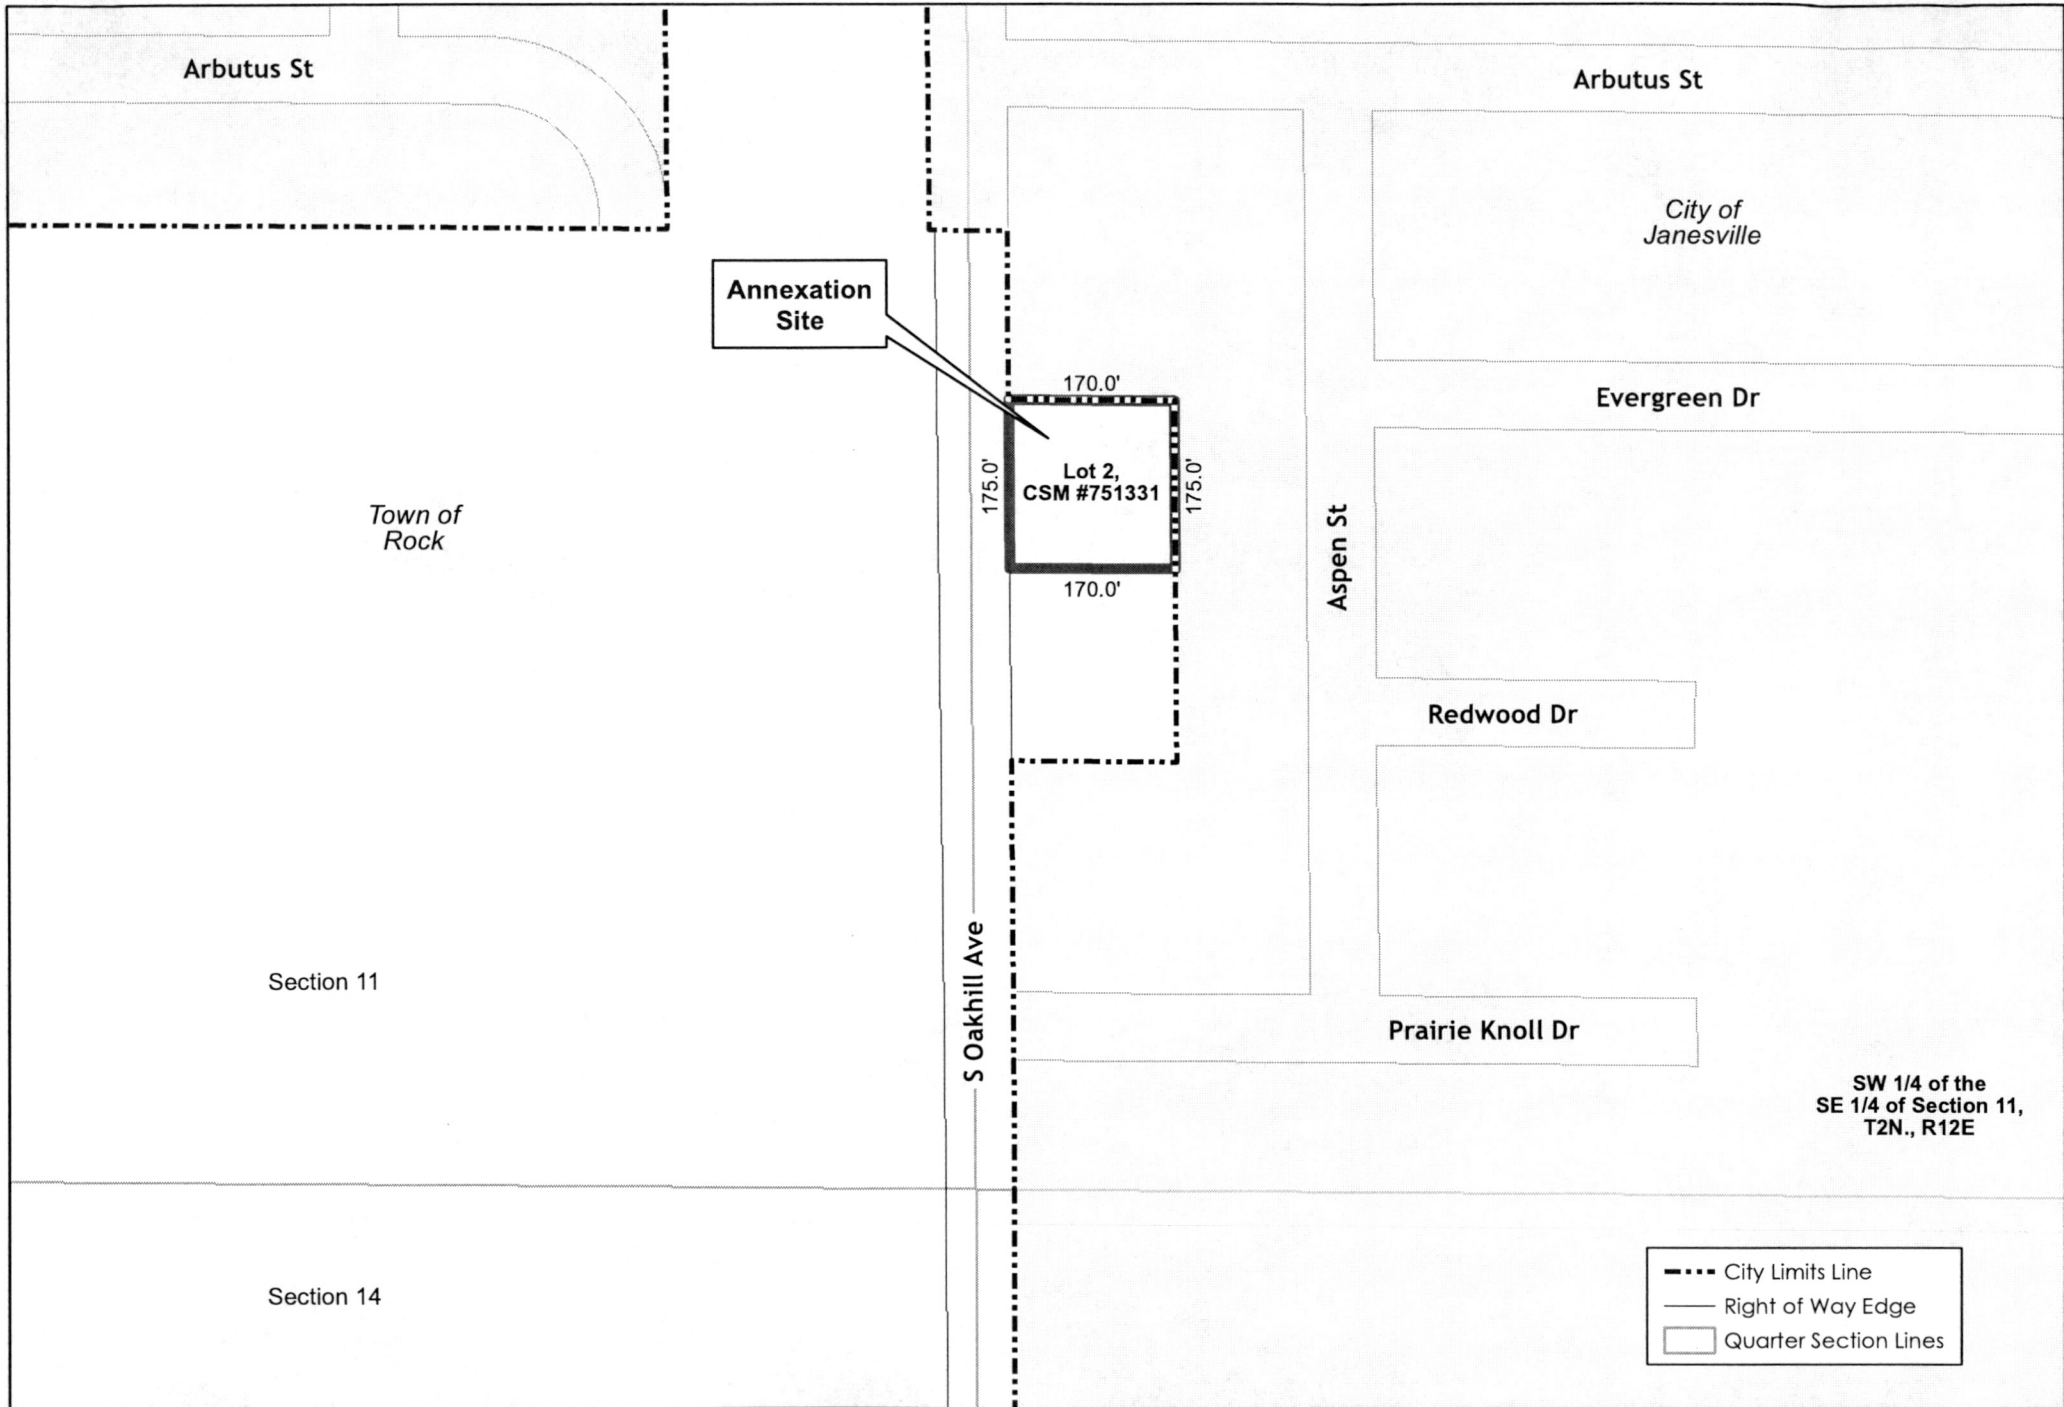 Arbutus St
Arbutus St
City of
Janesville
Annexation
Site
170.0'
Evergreen Dr
175.0'
Lot 2,
CSM #751331
175.0'
Town of
Rock
Aspen St
170.0'
Redwood Dr
Section 11
S Oakhill Ave
Prairie Knoll Dr
SW 1/4 of the
SE 1/4 of Section 11,
T2N., R12E
Section 14
City Limits Line
Right of Way Edge
Quarter Section Lines